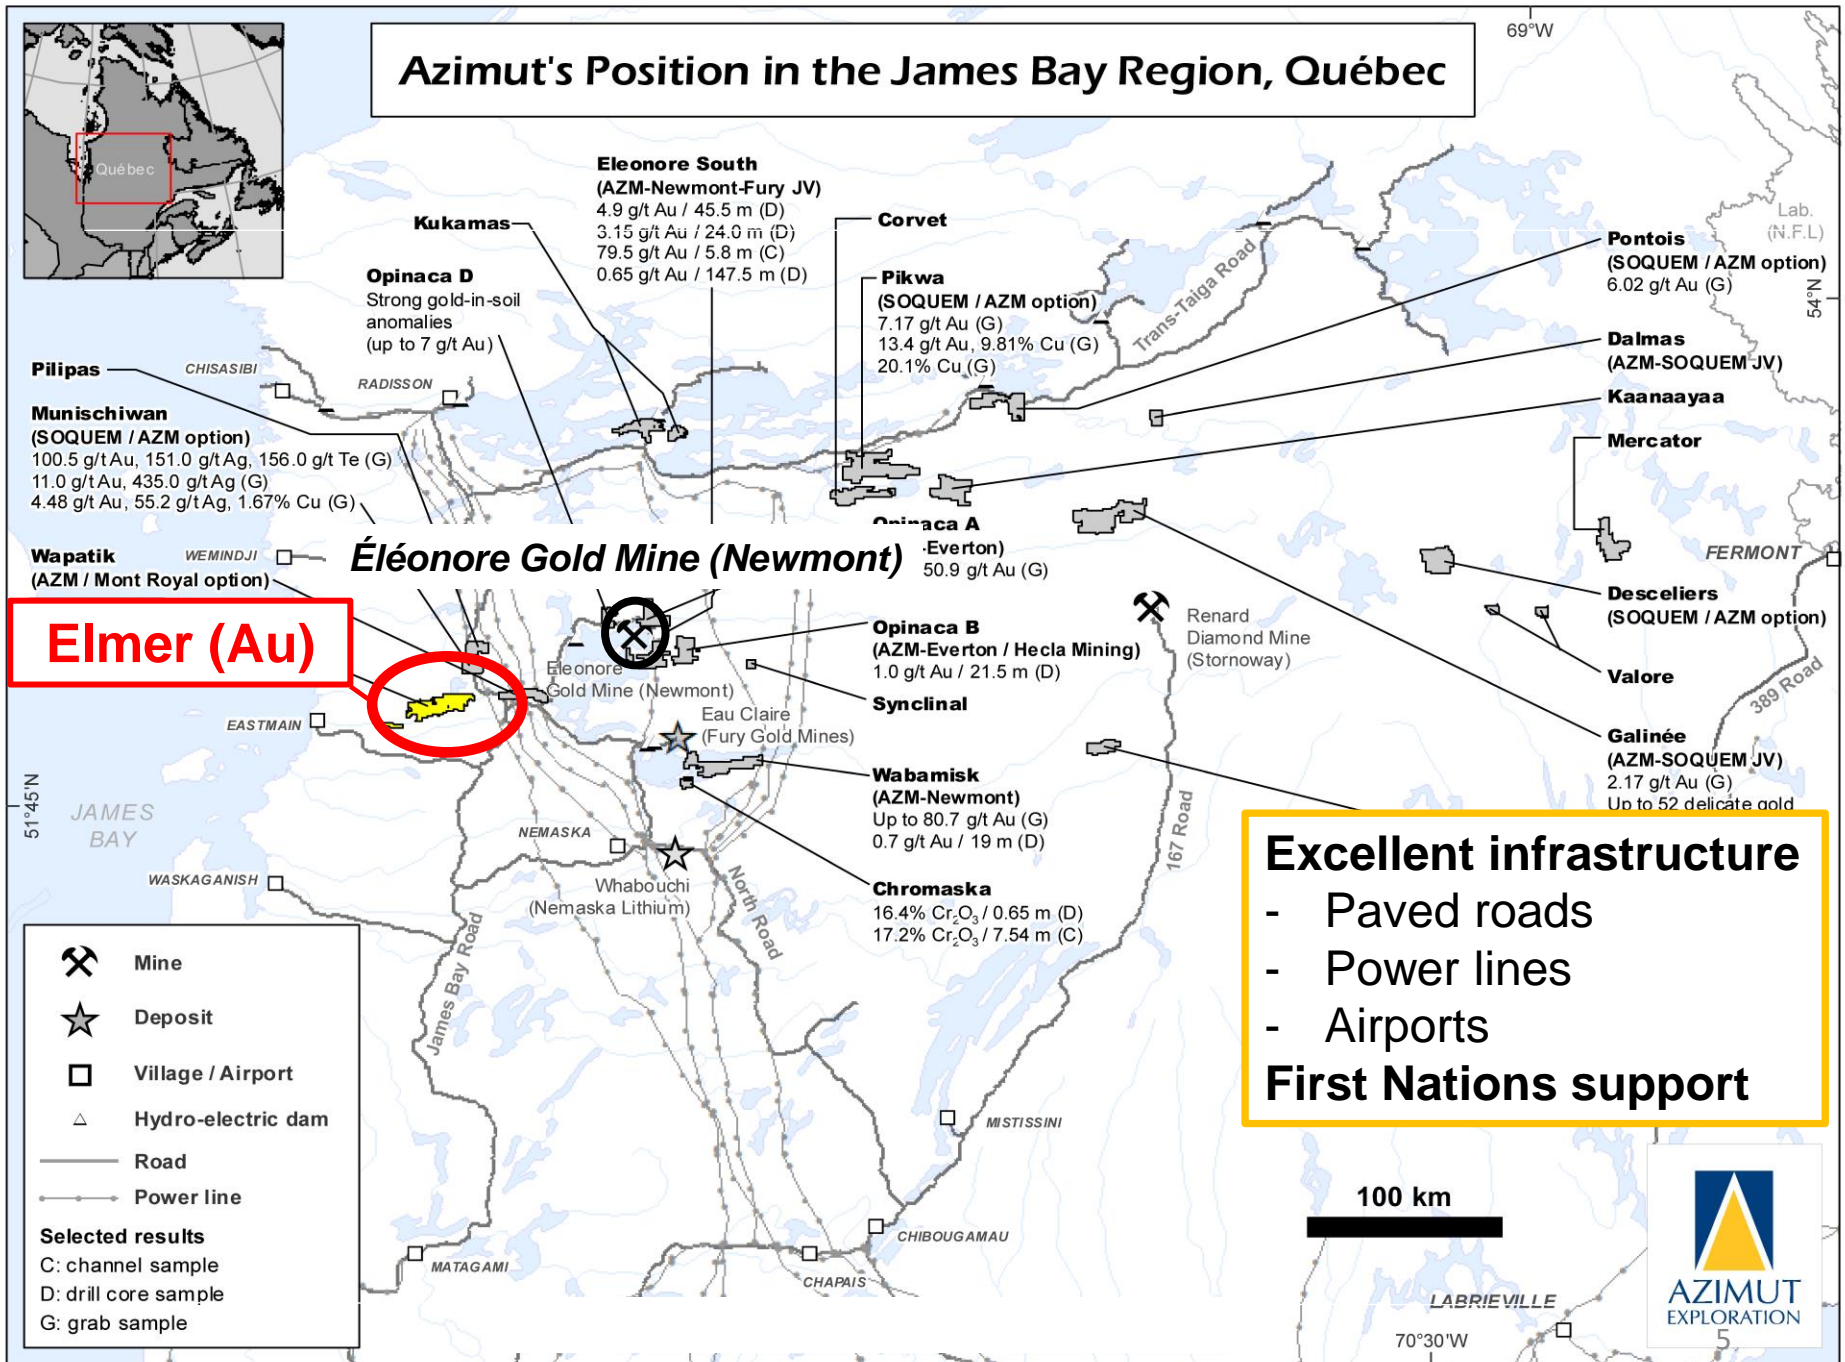 Azimut's Position in the James Bay Region, Québec
69°W
Québec
Lab.
(N.F.L)
54°N
Kukamas
Eleonore South
(AZM-Newmont-Fury JV)
4.9 g/t Au / 45.5 m (D)
3.15 g/t Au / 24.0 m (D)
79.5 g/t Au / 5.8 m (C)
0.65 g/t Au / 147.5 m (D)
Corvet
Opinaca D
Strong gold-in-soil
anomalies
(up to 7 g/t Au)
Pikwa
(SOQUEM / AZM option)
7.17 g/t Au (G)
13.4 g/t Au, 9.81% Cu (G)
20.1% Cu (G)
Trans-Taiga Road
Pontois
(SOQUEM / AZM option)
6.02 g/t Au (G)
Dalmas
(AZM-SOQUEM JV)
Kaanaayaa
Mercator
Pilipas
CHISASIBI
RADISSON
Munischiwan
(SOQUEM / AZM option)
100.5 g/t Au, 151.0 g/t Ag, 156.0 g/t Te (G)
11.0 g/t Au, 435.0 g/t Ag (G)
4.48 g/t Au, 55.2 g/t Ag, 1.67% Cu (G)
Wapatik
(AZM / Mont Royal option)
WEMINDJI
Éléonore Gold Mine (Newmont)
Opinaca A
-Everton)
50.9 g/t Au (G)
FERMONT
Desceliers
(SOQUEM / AZM option)
Elmer (Au)
Eleonore
Gold Mine (Newmont)
Opinaca B
(AZM-Everton / Hecla Mining)
1.0 g/t Au / 21.5 m (D)
Renard
Diamond Mine
(Stornoway)
Valore
389 Road
Synclinal
EASTMAIN
Eau Claire
(Fury Gold Mines)
Galinée
(AZM-SOQUEM JV)
2.17 g/t Au (G)
Up to 52 delicate gold
Wabamisk
(AZM-Newmont)
Up to 80.7 g/t Au (G)
0.7 g/t Au / 19 m (D)
51°45'N
JAMES
BAY
NEMASKA
167 Road
WASKAGANISH
Whabouchi
(Nemaska Lithium)
North Road
Chromaska
16.4% Cr₂O₃ / 0.65 m (D)
17.2% Cr₂O₃ / 7.54 m (C)
Excellent infrastructure
- Paved roads
- Power lines
- Airports
First Nations support
James Bay Road
Mine
Deposit
Village / Airport
Hydro-electric dam
Road
Power line
Selected results
C: channel sample
D: drill core sample
G: grab sample
MISTISSINI
CHIBOUGAMAU
CHAPAIS
MATAGAMI
100 km
LABRIEVILLE
70°30'W
AZIMUT
EXPLORATION
5